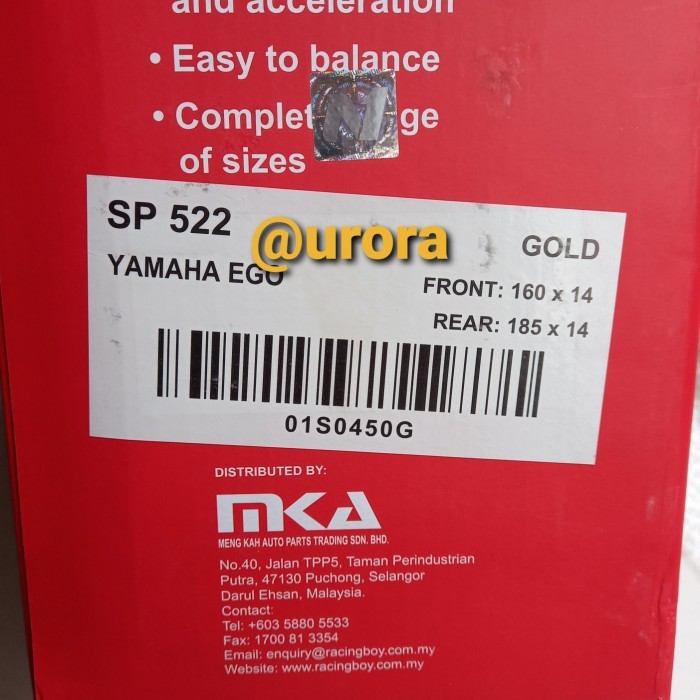 and acceleration
• Easy to balance
• Complet ge
of sizes
SP 522
@urora
GOLD
YAMAHA EGO
FRONT: 160 x 14
REAR: 185 x 14
01S0450G
DISTRIBUTED BY:
MKA
MENG KAH AUTO PARTS TRADING SDN. BHD.
No.40, Jalan TPP5, Taman Perindustrian
Putra, 47130 Puchong, Selangor
Darul Ehsan, Malaysia.
Contact:
Tel: +603 5880 5533
Fax: 1700 81 3354
Email: enquiry@racingboy.com.my
Website: www.racingboy.com.my